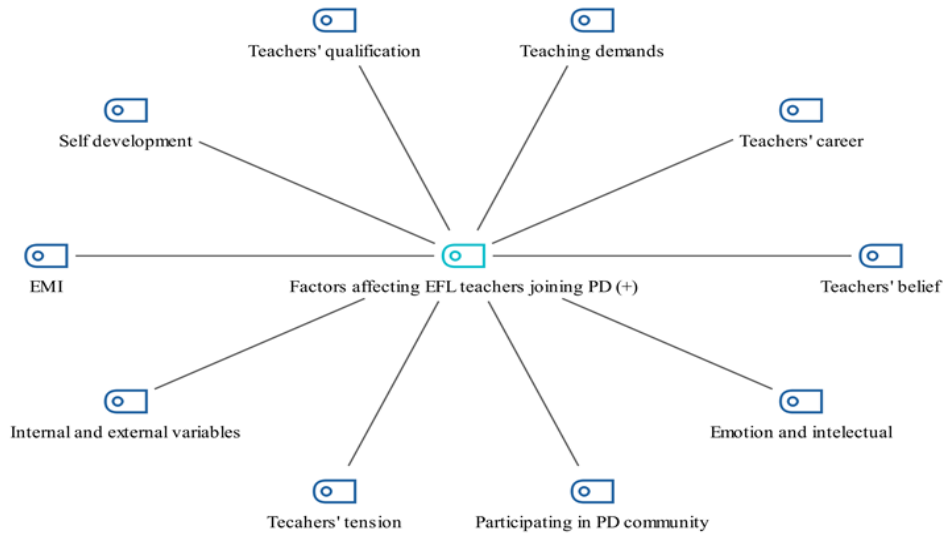 Teachers' qualification
Teaching demands
Self development
Teachers' career
EMI
Factors affecting EFL teachers joining PD (+)
Teachers' belief
Internal and external variables
Emotion and intelectual
Tecahers' tension
Participating in PD community